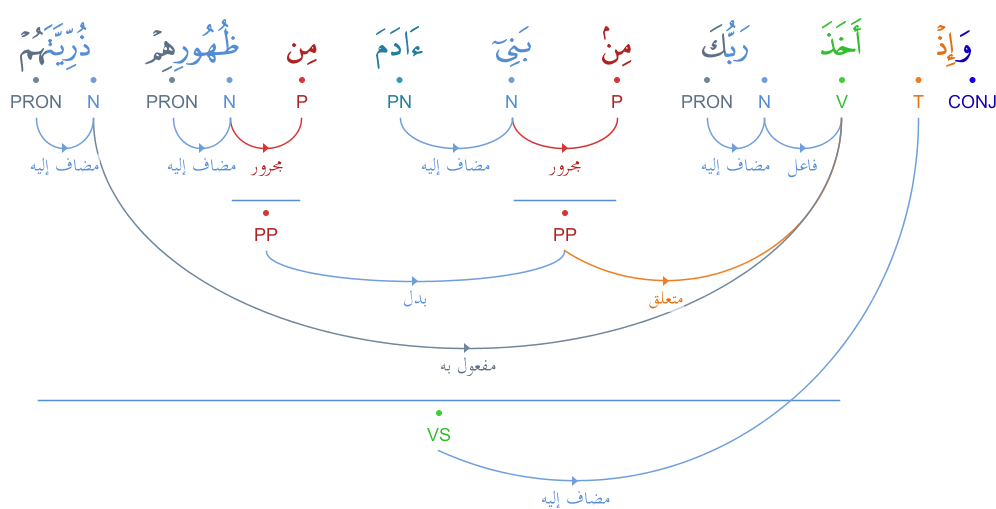 وَإِذْ أَخَذَ رَبُّكَ مِنۢ بَنِىٓ ءَادَمَ مِن ظُهُورِهِمْ ذُرِّيَّتَهُمْ
CONJ T V N PRON P N PN P N PRON N PRON
فاعل مضاف إليه مجرور مضاف إليه مجرور مضاف إليه مضاف إليه
PP PP
متعلق بدل
مفعول به
VS
مضاف إليه